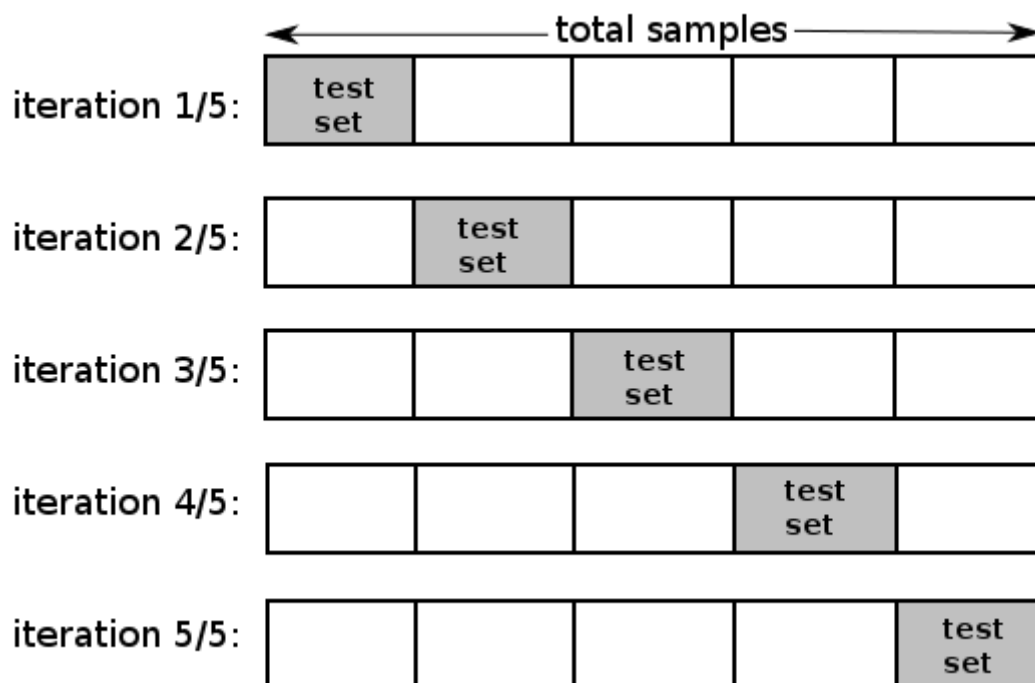 total samples
iteration 1/5:
test
set
iteration 2/5:
test
set
iteration 3/5:
test
set
iteration 4/5:
test
set
iteration 5/5:
test
set